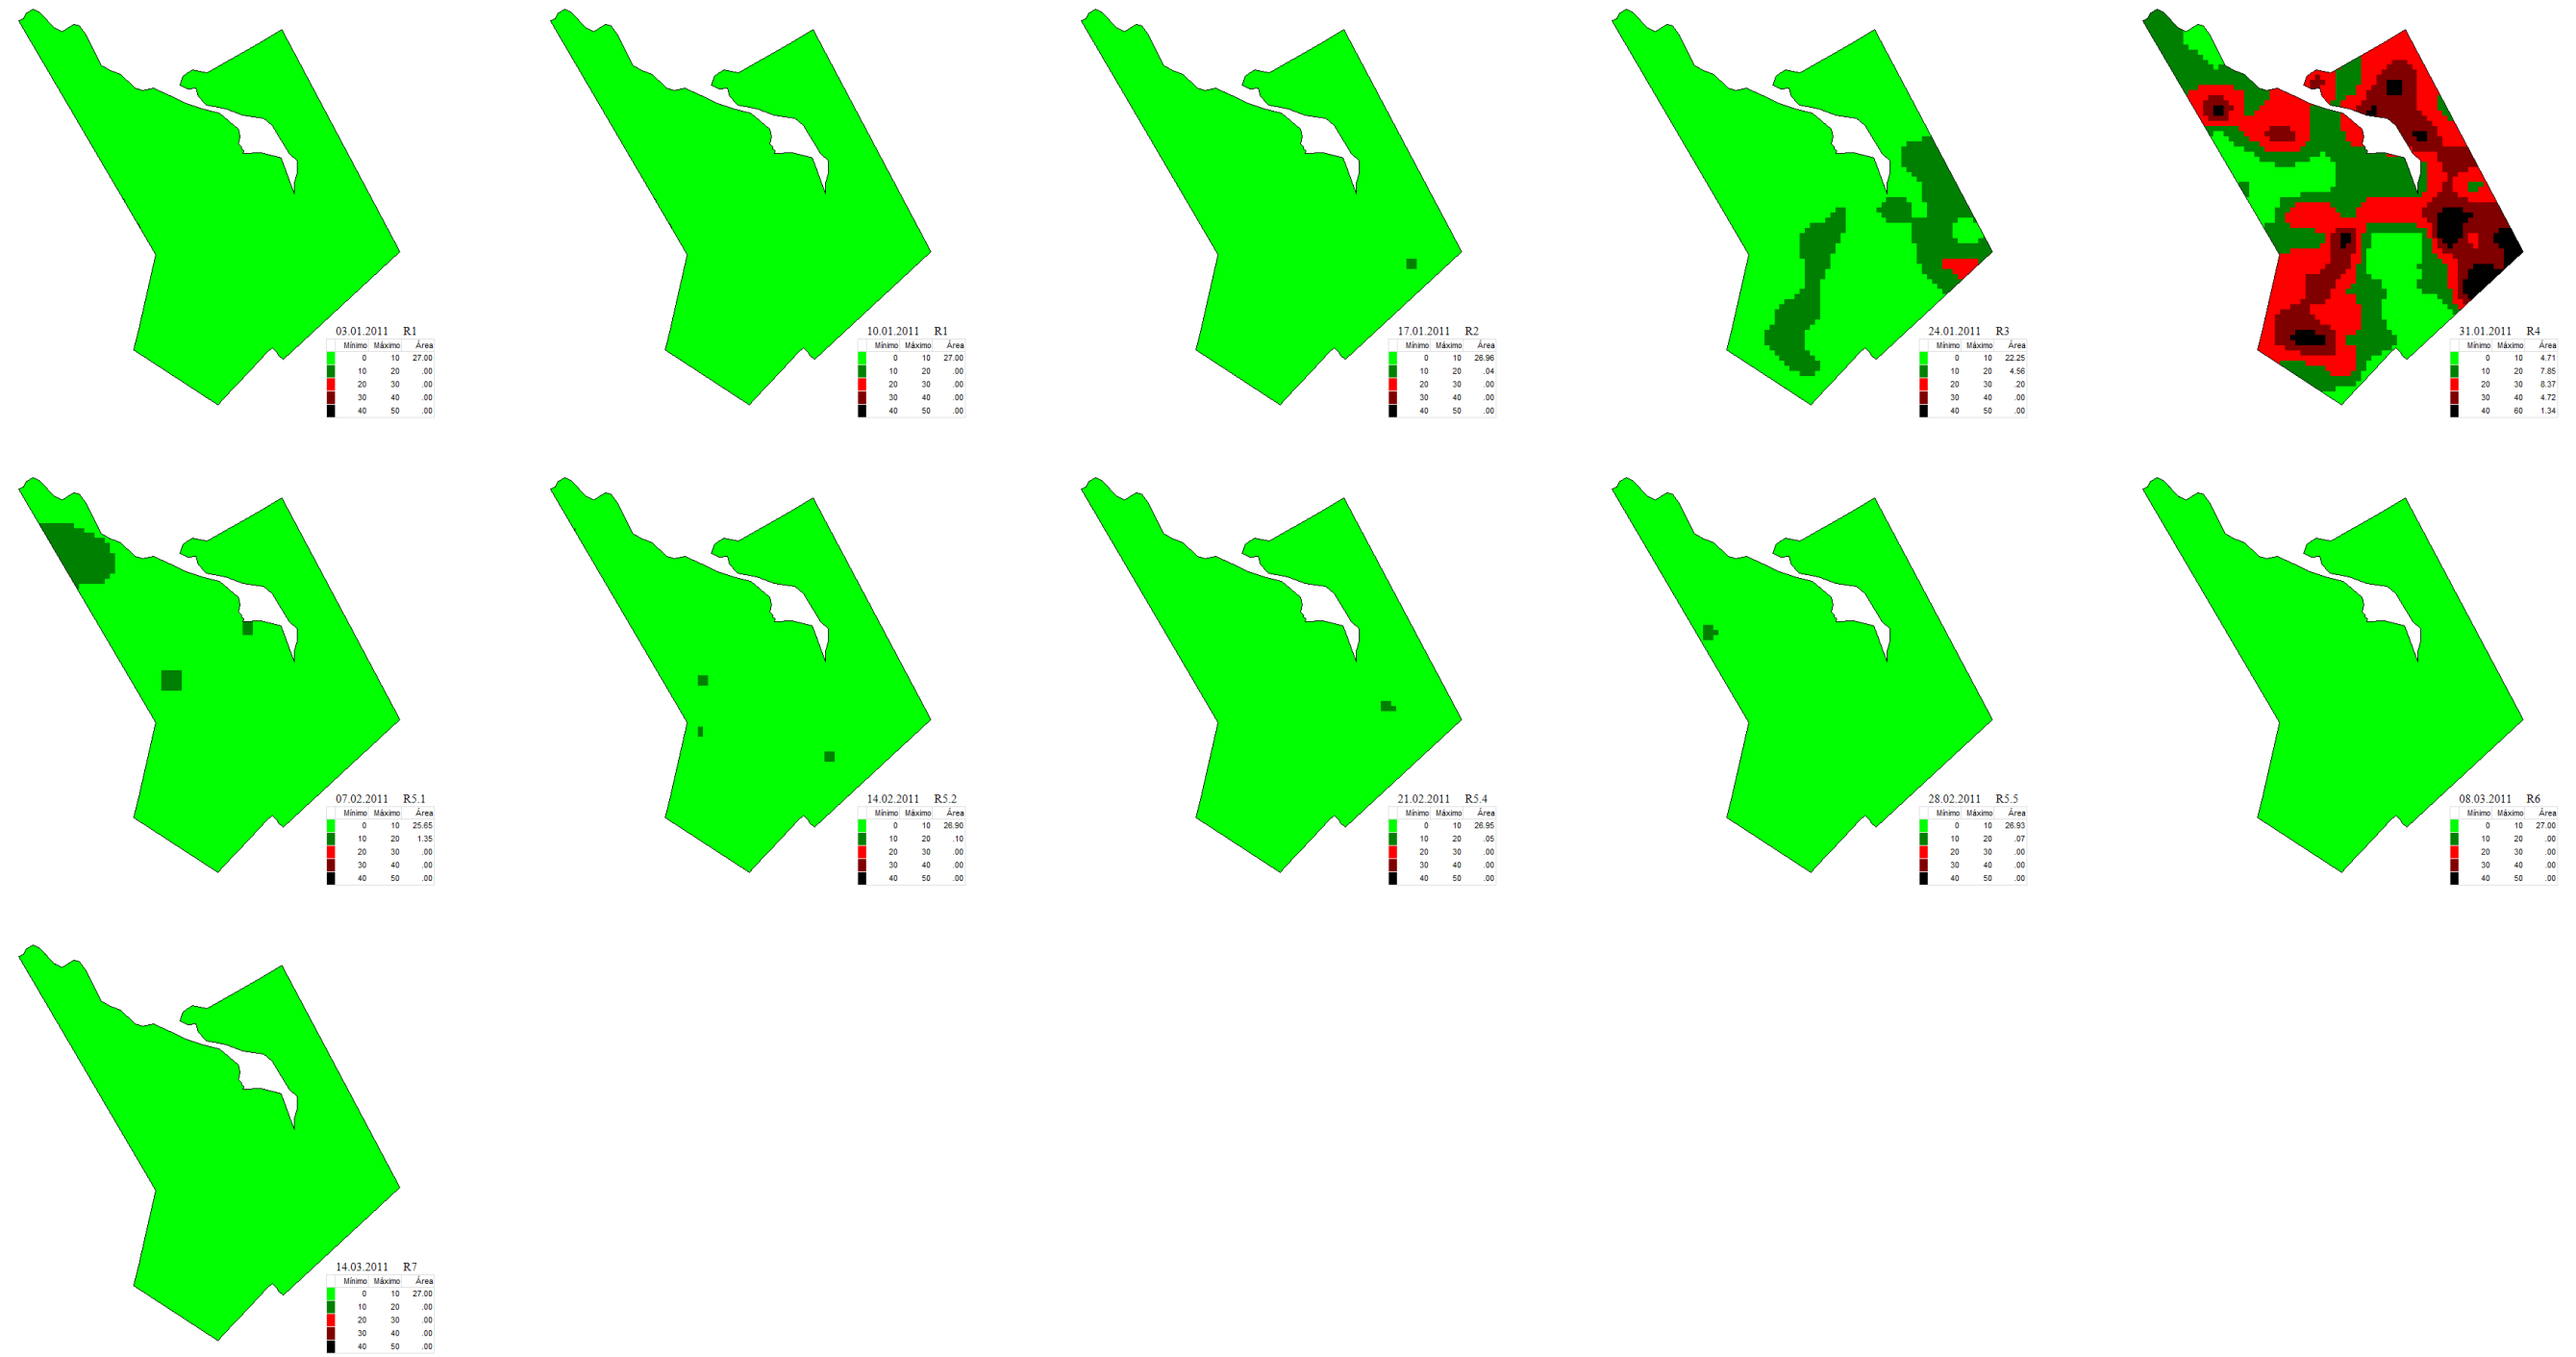 03.01.2011 R1
Mínimo Máximo Área
0 10 27.00
10 20 .00
20 30 .00
30 40 .00
40 50 .00
10.01.2011 R1
Mínimo Máximo Área
0 10 27.00
10 20 .00
20 30 .00
30 40 .00
40 50 .00
17.01.2011 R2
Mínimo Máximo Área
0 10 26.96
10 20 .04
20 30 .00
30 40 .00
40 50 .00
24.01.2011 R3
Mínimo Máximo Área
0 10 22.25
10 20 4.56
20 30 .20
30 40 .00
40 50 .00
31.01.2011 R4
Mínimo Máximo Área
0 10 4.71
10 20 7.85
20 30 8.37
30 40 4.72
40 60 1.34
07.02.2011 R5.1
Mínimo Máximo Área
0 10 25.65
10 20 1.35
20 30 .00
30 40 .00
40 50 .00
14.02.2011 R5.2
Mínimo Máximo Área
0 10 26.90
10 20 .10
20 30 .00
30 40 .00
40 50 .00
21.02.2011 R5.4
Mínimo Máximo Área
0 10 26.95
10 20 .05
20 30 .00
30 40 .00
40 50 .00
28.02.2011 R5.5
Mínimo Máximo Área
0 10 26.93
10 20 .07
20 30 .00
30 40 .00
40 50 .00
08.03.2011 R6
Mínimo Máximo Área
0 10 27.00
10 20 .00
20 30 .00
30 40 .00
40 50 .00
14.03.2011 R7
Mínimo Máximo Área
0 10 27.00
10 20 .00
20 30 .00
30 40 .00
40 50 .00